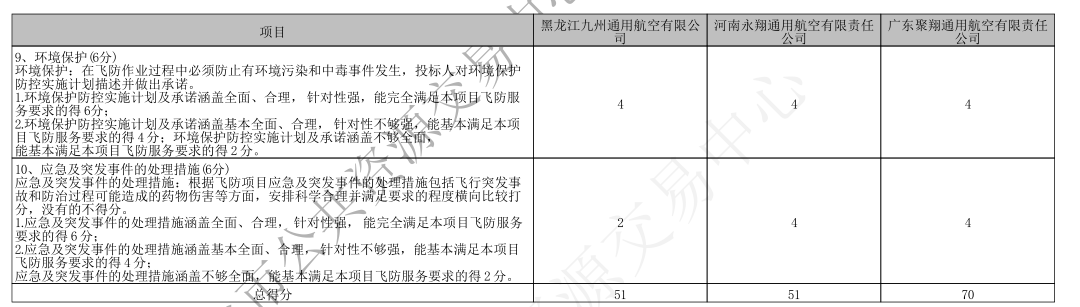 项目
黑龙江九州通用航空有限公
司
河南永翔通用航空有限责任
公司
广东聚翔通用航空有限责任
公司
9、环境保护(6分)
环境保护：在飞防作业过程中必须防止有环境污染和中毒事件发生，投标人对环境保护
防控实施计划描述并做出承诺。
1.环境保护防控实施计划及承诺涵盖全面、合理， 针对性强，能完全满足本项目飞防服
务要求的得6分；
2.环境保护防控实施计划及承诺涵盖基本全面、合理， 针对性不够强，能基本满足本项
目飞防服务要求的得4分；环境保护防控实施计划及承诺涵盖不够全面；
能基本满足本项目飞防服务要求的得2分。
4
4
4
10、应急及突发事件的处理措施(6分)
应急及突发事件的处理措施：根据飞防项目应急及突发事件的处理措施包括飞行突发事
故和防治过程可能造成的药物伤害等方面，安排科学合理并满足要求的程度横向比较打
分，没有的不得分。
1.应急及突发事件的处理措施涵盖全面、合理， 针对性强， 能完全满足本项目飞防服务
要求的得6分；
2.应急及突发事件的处理措施涵盖基本全面、合理， 针对性不够强，能基本满足本项目
飞防服务要求的得4分；
应急及突发事件的处理措施涵盖不够全面，能基本满足本项目飞防服务要求的得2分。
2
4
4
总得分
51
51
70
市公共资源交易中心
源交易中心